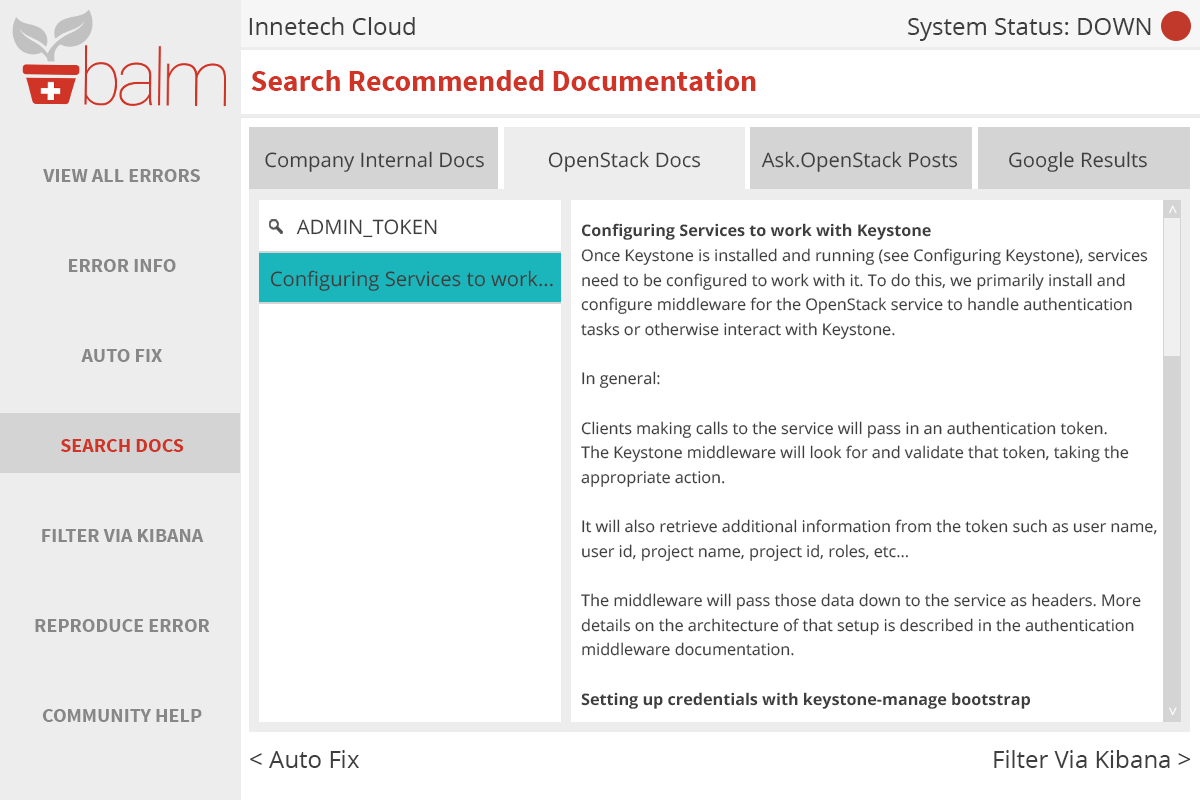 balm
Innetech Cloud
System Status: DOWN
Search Recommended Documentation
VIEW ALL ERRORS
ERROR INFO
AUTO FIX
SEARCH DOCS
FILTER VIA KIBANA
REPRODUCE ERROR
COMMUNITY HELP
Company Internal Docs
OpenStack Docs
Ask.OpenStack Posts
Google Results
ADMIN_TOKEN
Configuring Services to work...
Configuring Services to work with Keystone
Once Keystone is installed and running (see Configuring Keystone), services
need to be configured to work with it. To do this, we primarily install and
configure middleware for the OpenStack service to handle authentication
tasks or otherwise interact with Keystone.
In general:
Clients making calls to the service will pass in an authentication token.
The Keystone middleware will look for and validate that token, taking the
appropriate action.
It will also retrieve additional information from the token such as user name,
user id, project name, project id, roles, etc...
The middleware will pass those data down to the service as headers. More
details on the architecture of that setup is described in the authentication
middleware documentation.
Setting up credentials with keystone-manage bootstrap
< Auto Fix
Filter Via Kibana >